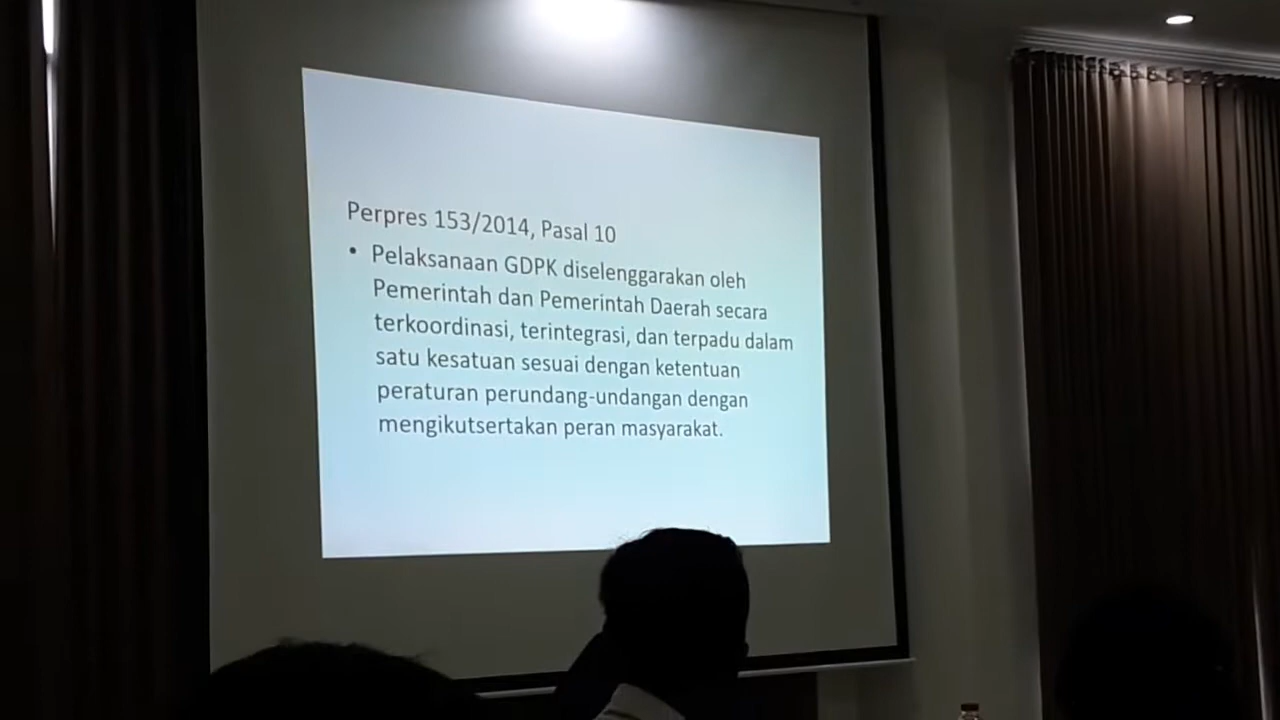 Perpres 153/2014, Pasal 10
• Pelaksanaan GDPK diselenggarakan oleh
Pemerintah dan Pemerintah Daerah secara
terkoordinasi, terintegrasi, dan terpadu dalam
satu kesatuan sesuai dengan ketentuan
peraturan perundang-undangan dengan
mengikutsertakan peran masyarakat.